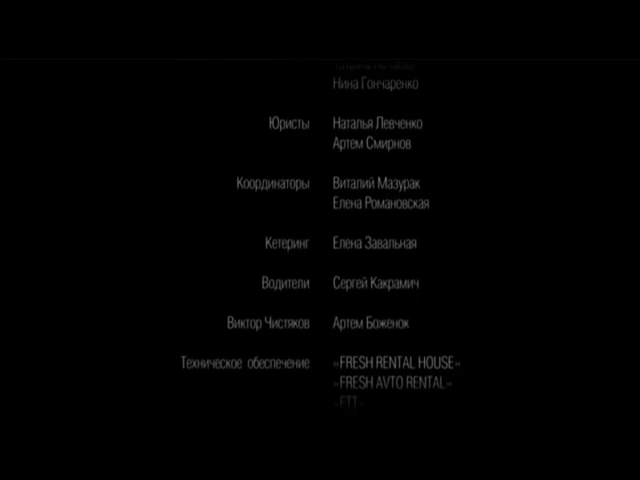 Нина Гончаренко
Юристы Наталья Левченко
Артем Смирнов
Координаторы Виталий Мазурак
Елена Романовская
Кетеринг Елена Завальная
Водители Сергей Какрамич
Виктор Чистяков Артем Боженок
Техническое обеспечение «FRESH RENTAL HOUSE»
«FRESH AVTO RENTAL»